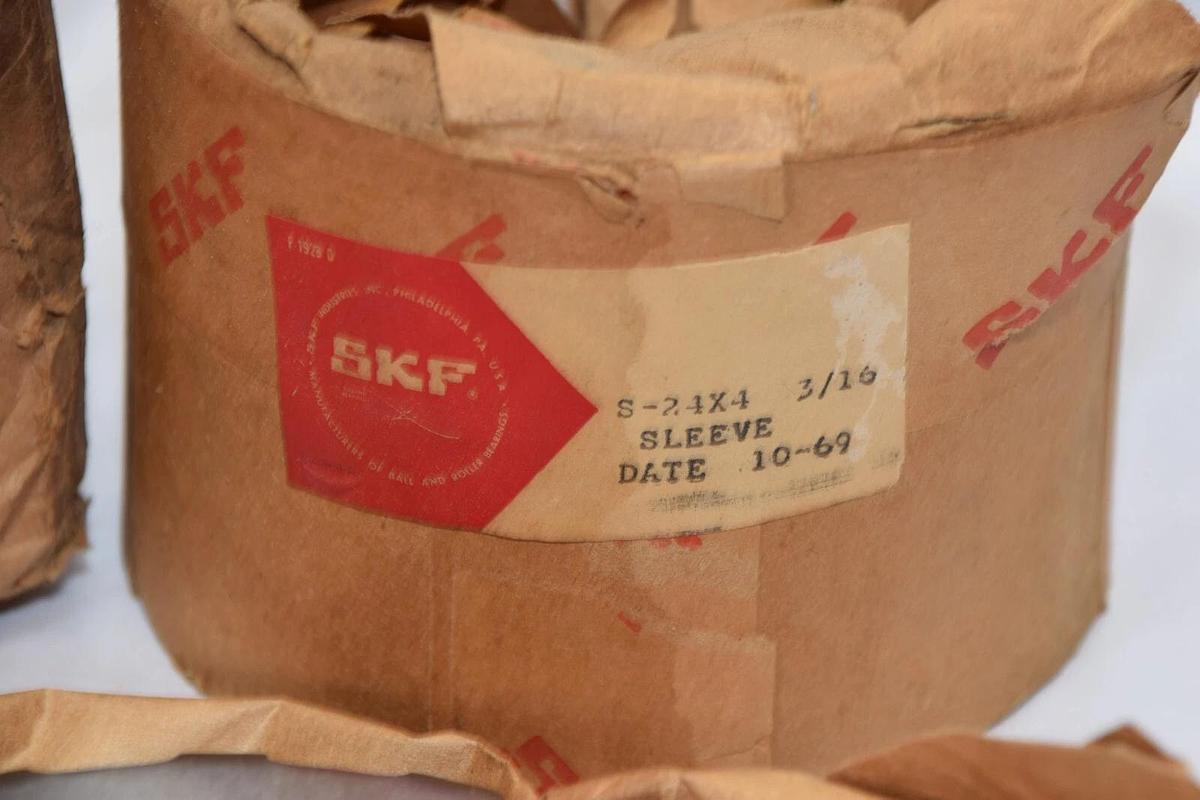 SKF
SKF
F-1928 D
SKF INDUSTRIES, INC., PHILADELPHIA, PA. U.S.A.
SKF®
MANUFACTURERS OF BALL AND ROLLER BEARINGS
S-24X4 3/16
SLEEVE
DATE 10-69